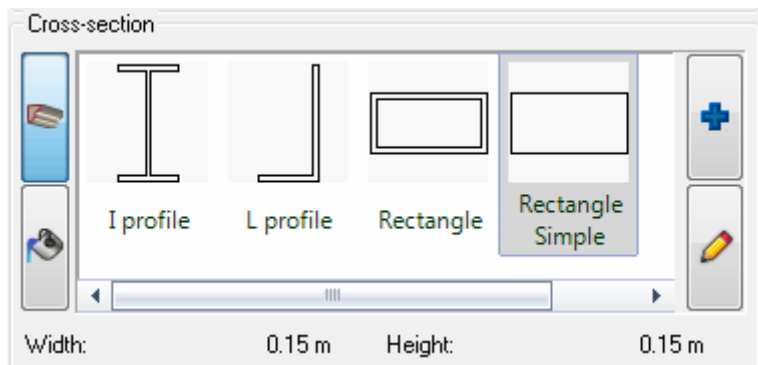 Cross-section
I profile
L profile
Rectangle
Rectangle
Simple
Width: 0.15 m Height: 0.15 m